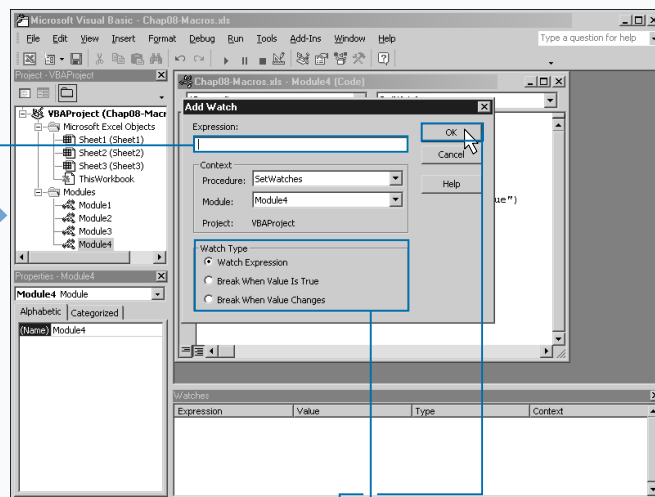 Microsoft Visual Basic - Chap08-Macros.xls
File Edit View Insert Format Debug Run Tools Add-Ins Window Help
Type a question for help
Project - VBAProject
VBAProject (Chap08-Macr
Microsoft Excel Objects
Sheet1 (Sheet1)
Sheet2 (Sheet2)
Sheet3 (Sheet3)
ThisWorkbook
Modules
Module1
Module2
Module3
Module4
Properties - Module4
Module4 Module
Alphabetic Categorized
(Name) Module4
Chap08-Macros.xls - Module4 (Code)
ue")
Add Watch
Expression:
OK
Cancel
Help
Context
Procedure: SetWatches
Module: Module4
Project: VBAProject
Watch Type
Watch Expression
Break When Value Is True
Break When Value Changes
Watches
Expression Value Type Context